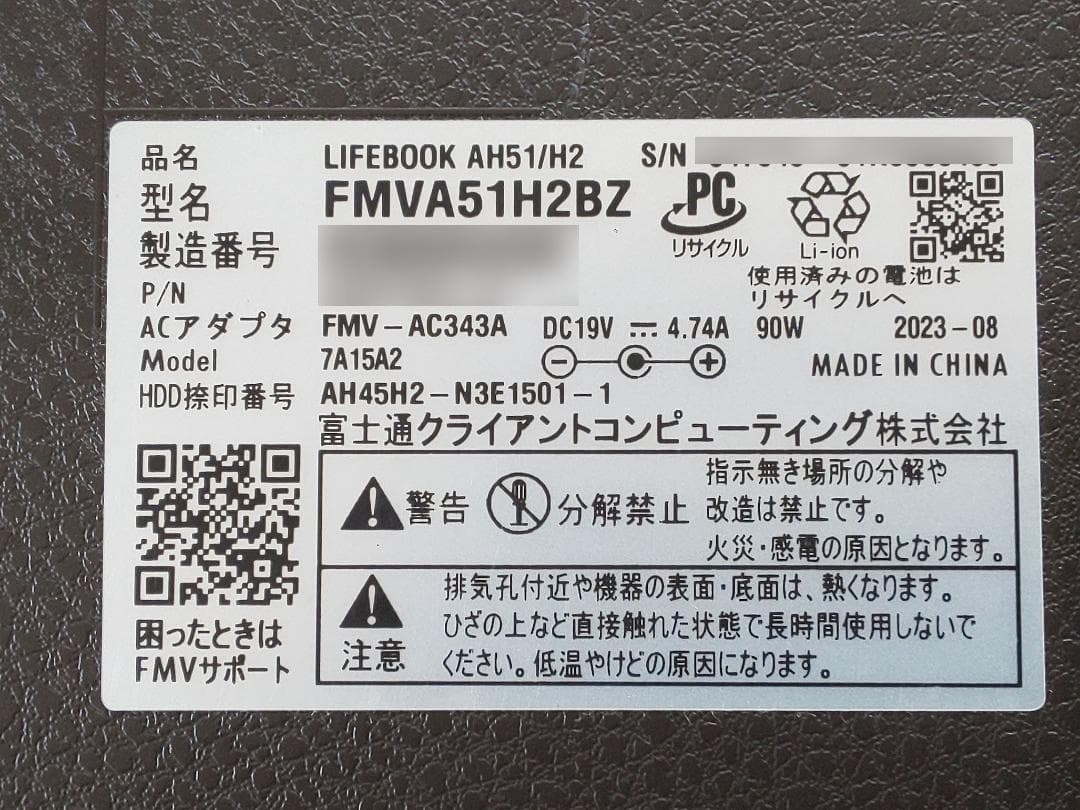 品名 LIFEBOOK AH51/H2 S/N
型名 FMVA51H2BZ PC
リサイクル Li-ion
製造番号
使用済みの電池は
リサイクルへ
P/N
ACアダプタ FMV-AC343A DC19V 4.74A 90W 2023-08
Model 7A15A2 MADE IN CHINA
HDD捺印番号 AH45H2-N3E1501-1
富士通クライアントコンピューティング株式会社
警告 分解禁止
指示無き場所の分解や
改造は禁止です。
火災・感電の原因となります。
注意
排気孔付近や機器の表面・底面は、熱くなります。
ひざの上など直接触れた状態で長時間使用しないで
ください。低温やけどの原因になります。
困ったときは
FMVサポート